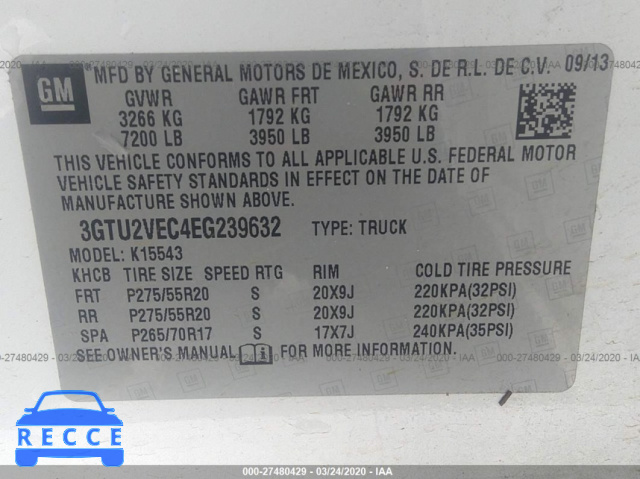 GM
MFD BY GENERAL MOTORS DE MEXICO, S. DE R.L. DE C.V. 09/13
GVWR GAWR FRT GAWR RR
3266 KG 1792 KG 1792 KG
7200 LB 3950 LB 3950 LB
THIS VEHICLE CONFORMS TO ALL APPLICABLE U.S. FEDERAL MOTOR
VEHICLE SAFETY STANDARDS IN EFFECT ON THE DATE OF
MANUFACTURE SHOWN ABOVE.
3GTU2VEC4EG239632 TYPE: TRUCK
MODEL: K15543
KHCB TIRE SIZE SPEED RTG RIM COLD TIRE PRESSURE
FRT P275/55R20 S 20X9J 220KPA(32PSI)
RR P275/55R20 S 20X9J 220KPA(32PSI)
SPA P265/70R17 S 17X7J 240KPA(35PSI)
SEE OWNER'S MANUAL FOR MORE INFORMATION.
000-27480429 - 03/24/2020 - IAA
BID RECORD CARS
000-27480429 - 03/24/2020 - IAA